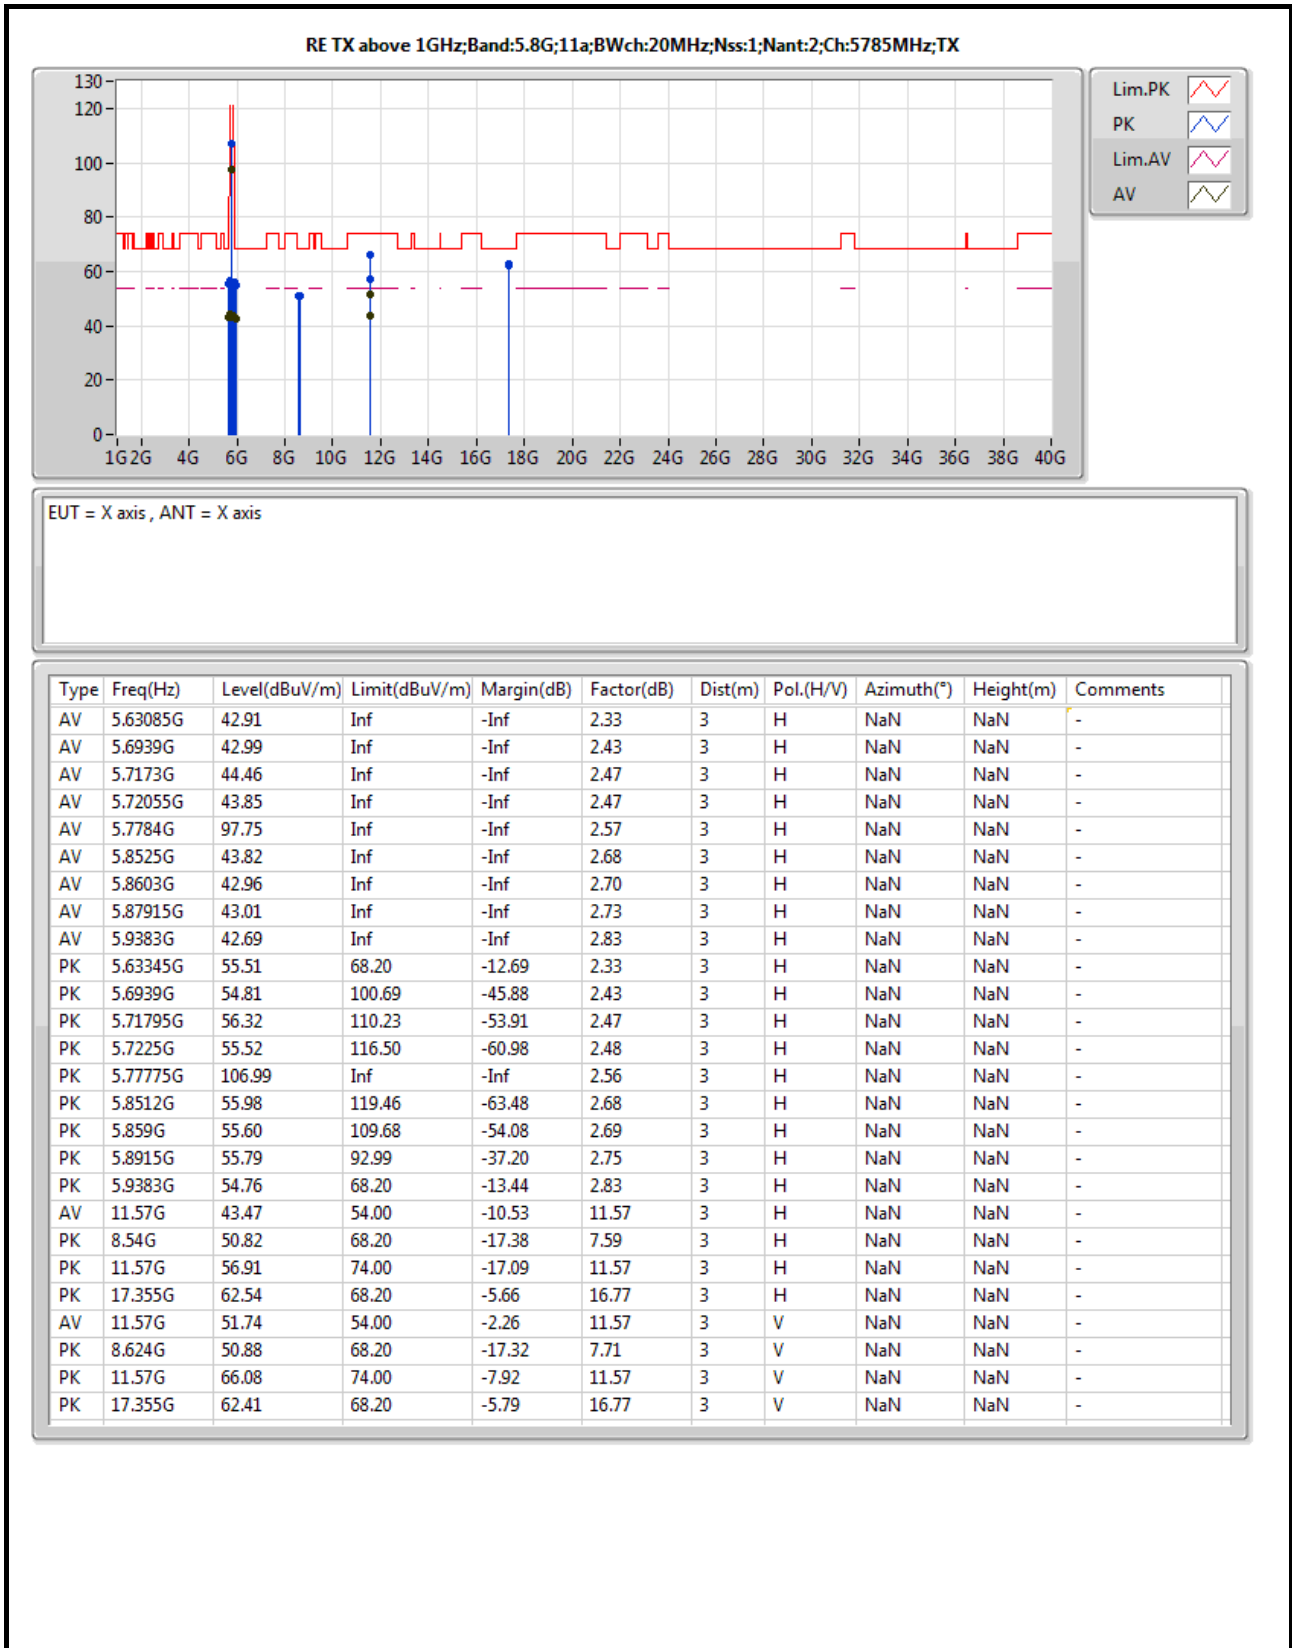 RE TX above 1GHz;Band:5.8G;11a;BWch:20MHz;Nss:1;Nant:2;Ch:5785MHz;TX
130
120
100
80
60
40
20
0
1G 2G 4G 6G 8G 10G 12G 14G 16G 18G 20G 22G 24G 26G 28G 30G 32G 34G 36G 38G 40G
Lim.PK
PK
Lim.AV
AV
EUT = X axis , ANT = X axis
Type Freq(Hz) Level(dBuV/m) Limit(dBuV/m) Margin(dB) Factor(dB) Dist(m) Pol.(H/V) Azimuth(°) Height(m) Comments
AV 5.63085G 42.91 Inf -Inf 2.33 3 H NaN NaN -
AV 5.6939G 42.99 Inf -Inf 2.43 3 H NaN NaN -
AV 5.7173G 44.46 Inf -Inf 2.47 3 H NaN NaN -
AV 5.72055G 43.85 Inf -Inf 2.47 3 H NaN NaN -
AV 5.7784G 97.75 Inf -Inf 2.57 3 H NaN NaN -
AV 5.8525G 43.82 Inf -Inf 2.68 3 H NaN NaN -
AV 5.8603G 42.96 Inf -Inf 2.70 3 H NaN NaN -
AV 5.87915G 43.01 Inf -Inf 2.73 3 H NaN NaN -
AV 5.9383G 42.69 Inf -Inf 2.83 3 H NaN NaN -
PK 5.63345G 55.51 68.20 -12.69 2.33 3 H NaN NaN -
PK 5.6939G 54.81 100.69 -45.88 2.43 3 H NaN NaN -
PK 5.71795G 56.32 110.23 -53.91 2.47 3 H NaN NaN -
PK 5.7225G 55.52 116.50 -60.98 2.48 3 H NaN NaN -
PK 5.77775G 106.99 Inf -Inf 2.56 3 H NaN NaN -
PK 5.8512G 55.98 119.46 -63.48 2.68 3 H NaN NaN -
PK 5.859G 55.60 109.68 -54.08 2.69 3 H NaN NaN -
PK 5.8915G 55.79 92.99 -37.20 2.75 3 H NaN NaN -
PK 5.9383G 54.76 68.20 -13.44 2.83 3 H NaN NaN -
AV 11.57G 43.47 54.00 -10.53 11.57 3 H NaN NaN -
PK 8.54G 50.82 68.20 -17.38 7.59 3 H NaN NaN -
PK 11.57G 56.91 74.00 -17.09 11.57 3 H NaN NaN -
PK 17.355G 62.54 68.20 -5.66 16.77 3 H NaN NaN -
AV 11.57G 51.74 54.00 -2.26 11.57 3 V NaN NaN -
PK 8.624G 50.88 68.20 -17.32 7.71 3 V NaN NaN -
PK 11.57G 66.08 74.00 -7.92 11.57 3 V NaN NaN -
PK 17.355G 62.41 68.20 -5.79 16.77 3 V NaN NaN -